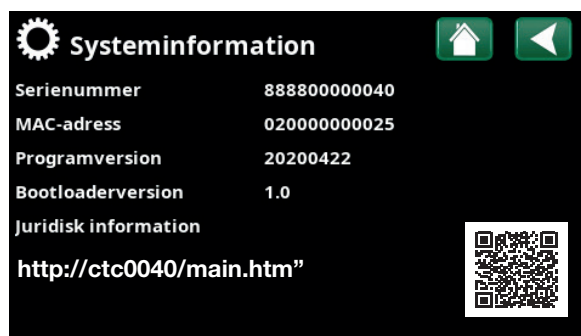 Systeminformation
Serienummer 888800000040
MAC-adress 020000000025
Programversion 20200422
Bootloaderversion 1.0
Juridisk information
http://ctc0040/main.htm”